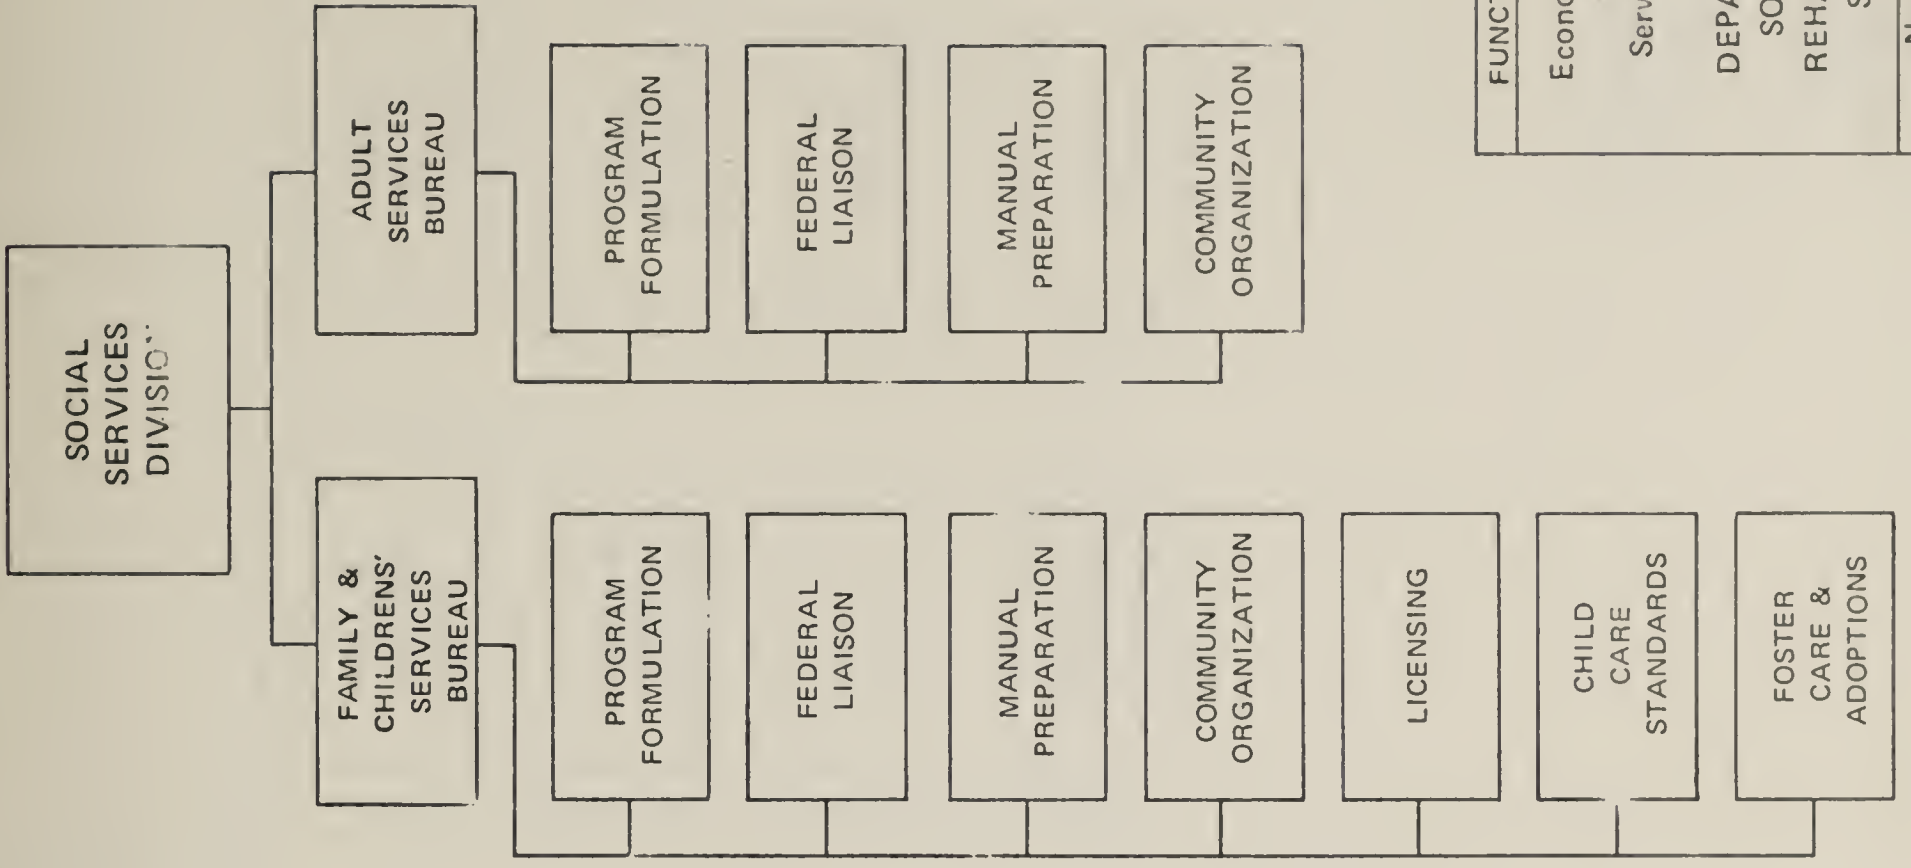 SOCIAL
SERVICES
FAMILY &
CHILDRENS'
SERVICES
BUREAU
PROGRAM
FORMULATION
FEDERAL
LIAISON
MANUAL
PREPARATION
COMMUNITY
ORGANIZATION
LICENSING
CHILD
CARE
STANDARDS
FOSTER
CARE &
ADOPTIONS
ADULT
SERVICES
BUREAU
PROGRAM
FORMULATION
FEDERAL
LIAISON
MANUAL
PREPARATION
COMMUNITY
ORGANIZATION